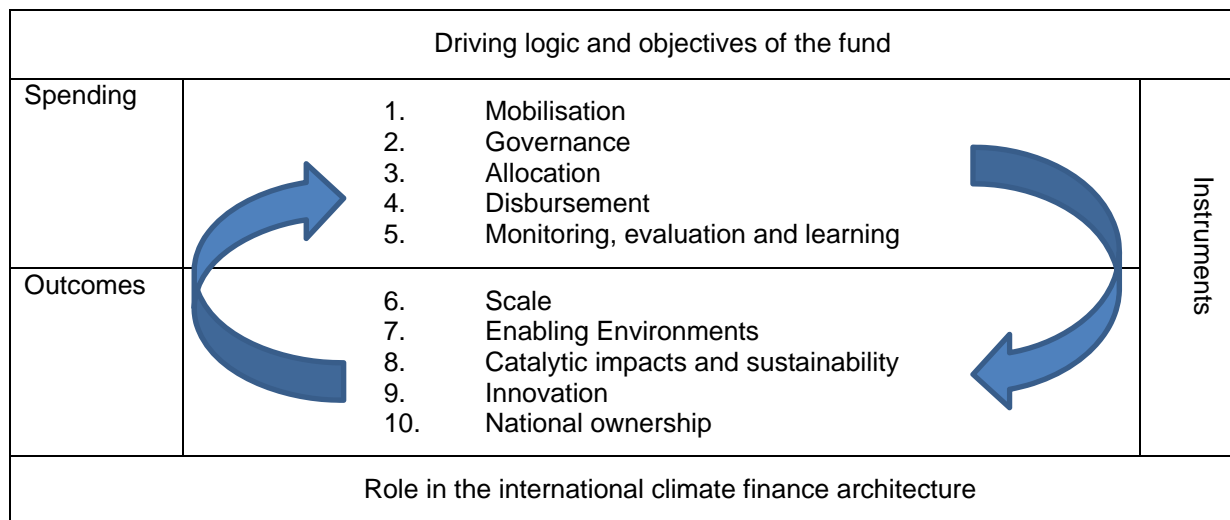 Driving logic and objectives of the fund
Spending
1. Mobilisation
2. Governance
3. Allocation
4. Disbursement
5. Monitoring, evaluation and learning
Instruments
Outcomes
6. Scale
7. Enabling Environments
8. Catalytic impacts and sustainability
9. Innovation
10. National ownership
Role in the international climate finance architecture